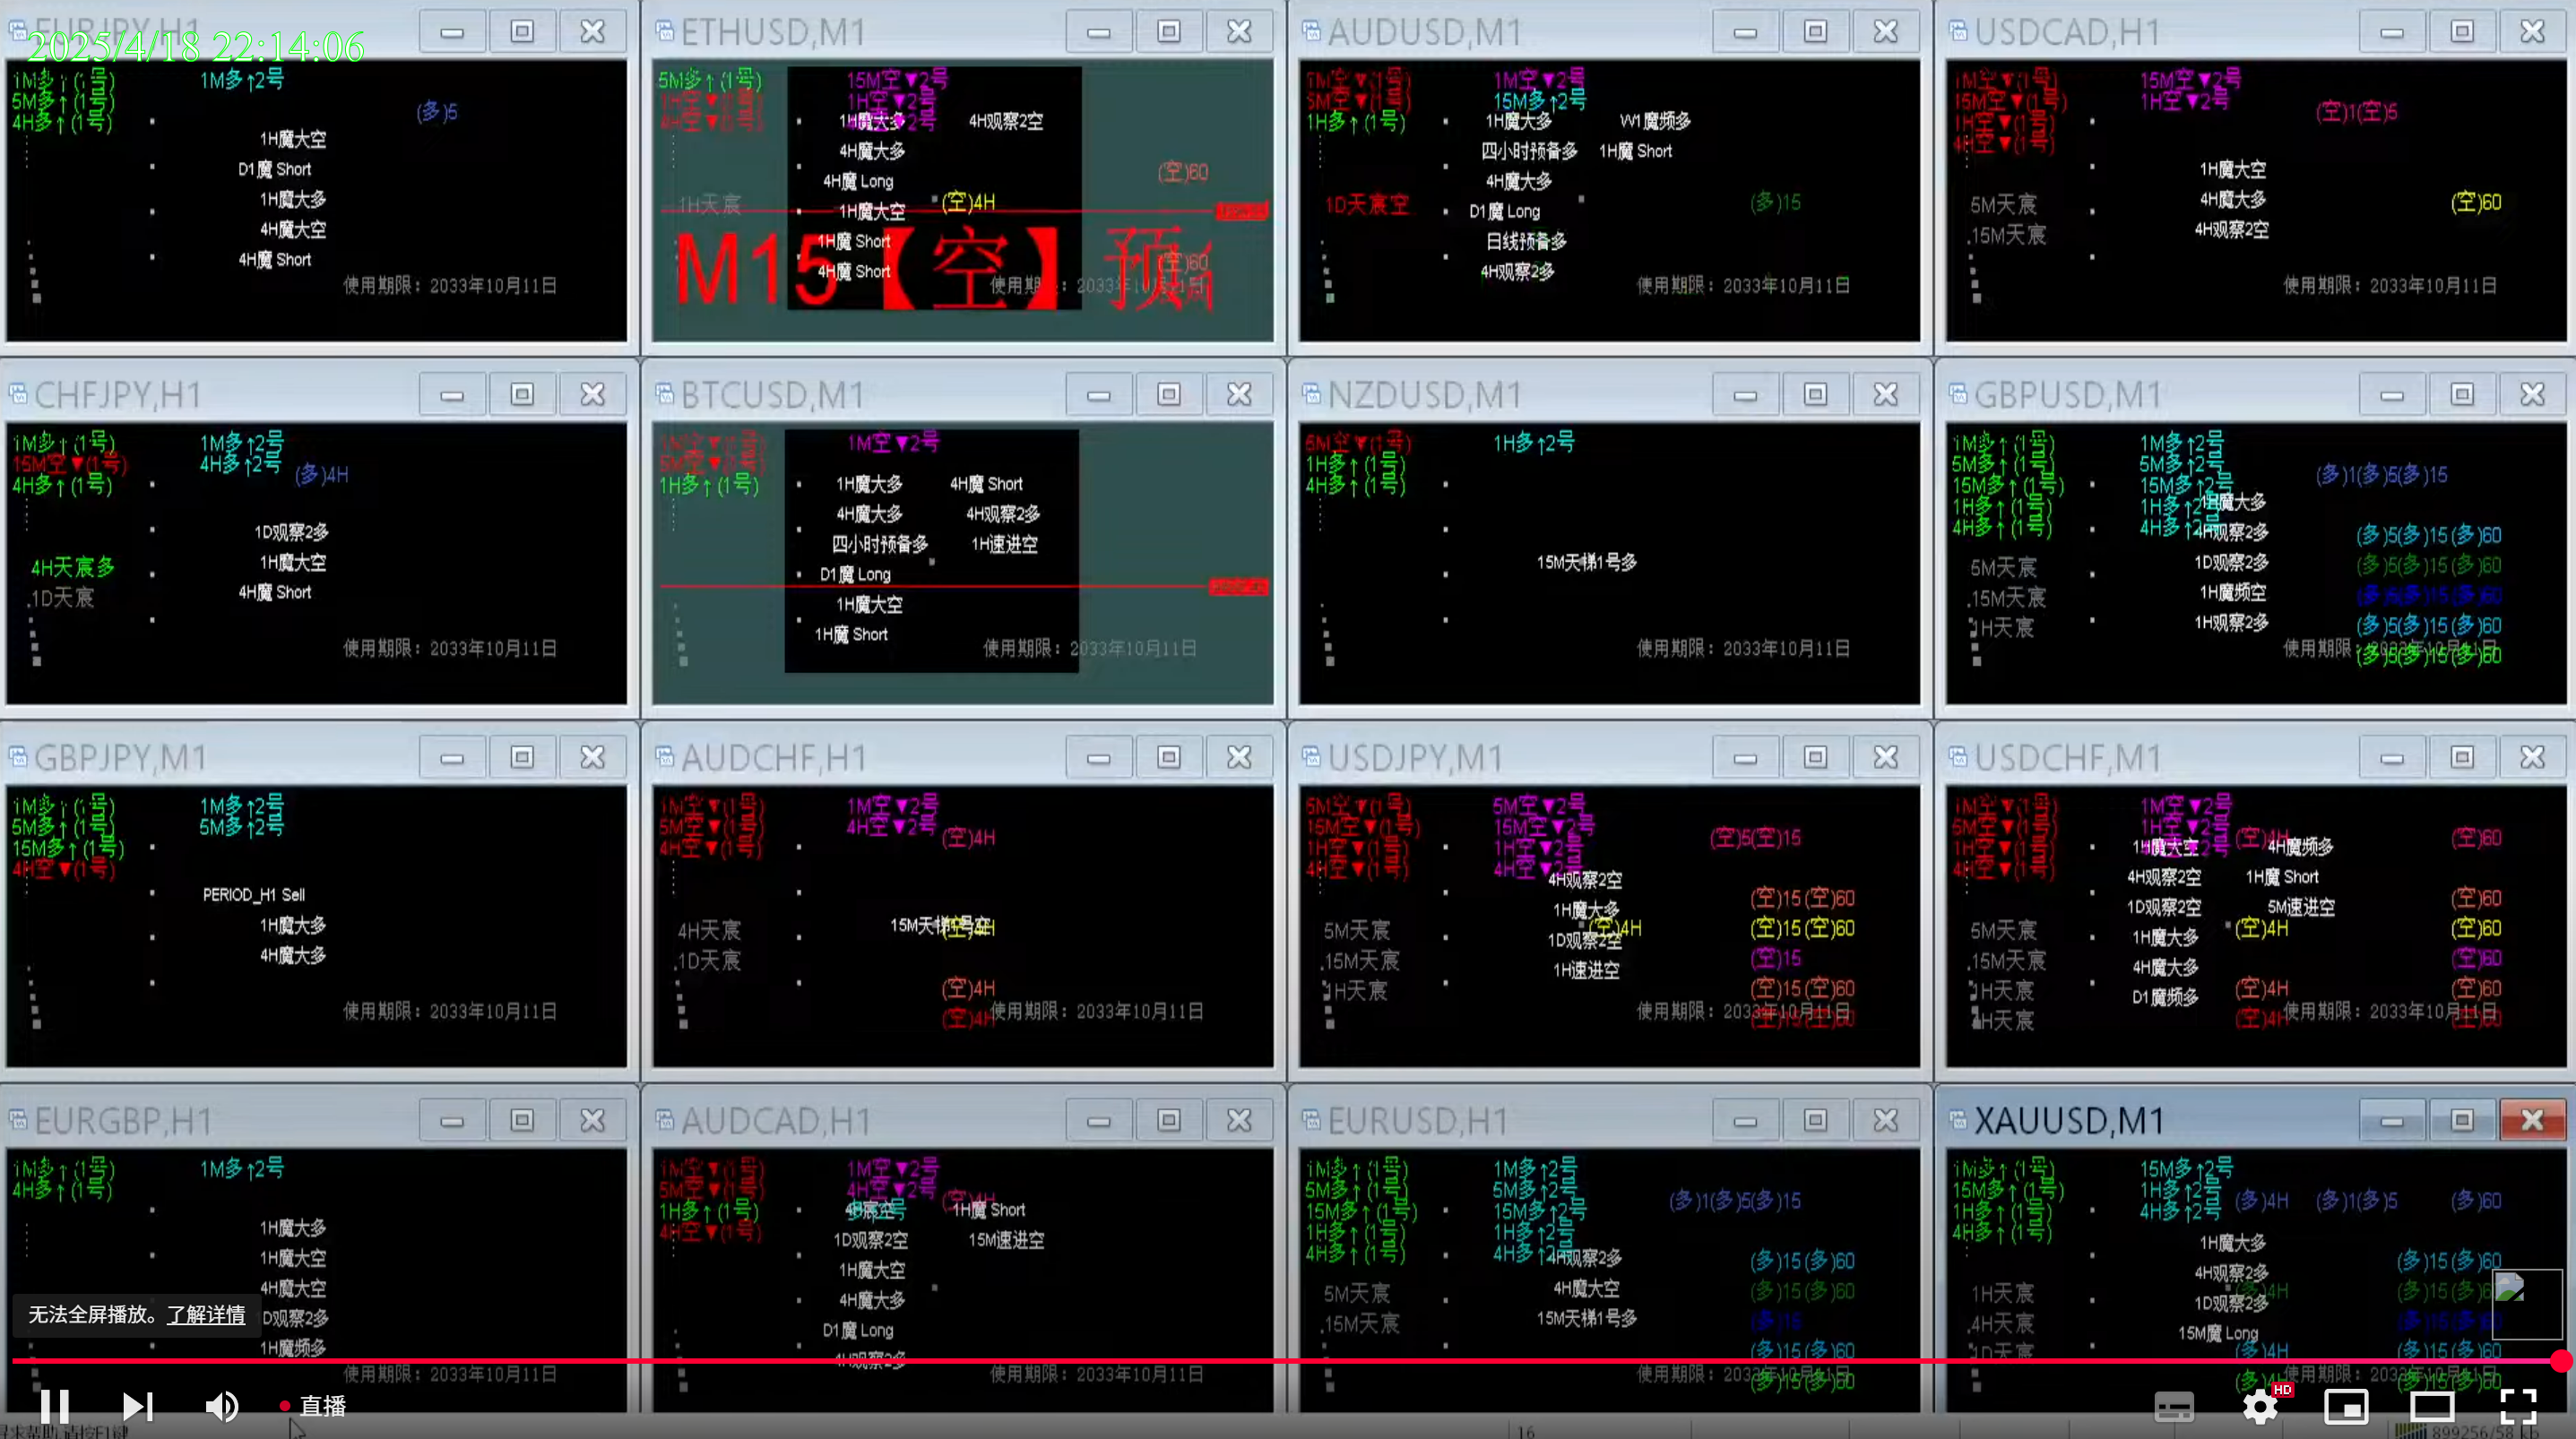 EURJPY,H1
2025/4/18 22:14:06
1M多↑(1号)
5M多↑(1号)
4H多↑(1号)
1M多↑2号
(多)5
1H魔大空
D1魔 Short
1H魔大多
4H魔大空
4H魔 Short
使用期限：2033年10月11日
ETHUSD,M1
5M多↑(1号)
1H空▼(1号)
4H空▼(1号)
15M空▼2号
1H空▼2号
1H魔大多
4H观察2空
4H魔大多
(空)60
4H魔 Long
1H天宸
(空)4H
1H魔大空
1H魔 Short
M15【空】预
4H魔 Short
(空)60
AUDUSD,M1
1M空▼(1号)
5M空▼(1号)
1H多↑(1号)
1M空▼2号
15M多↑2号
1H魔大多
W1魔频多
四小时预备多
1H魔 Short
4H魔大多
1D天宸空
D1魔 Long
(多)15
日线预备多
4H观察2多
使用期限：2033年10月11日
USDCAD,H1
1M空▼(1号)
15M空▼(1号)
1H空▼(1号)
4H空▼(1号)
15M空▼2号
1H空▼2号
(空)1(空)5
1H魔大空
4H魔大多
4H观察2空
5M天宸
15M天宸
(空)60
使用期限：2033年10月11日
CHFJPY,H1
1M多↑(1号)
15M空▼(1号)
4H多↑(1号)
1M多↑2号
4H多↑2号
(多)4H
1D观察2多
1H魔大空
4H魔 Short
4H天宸多
1D天宸
使用期限：2033年10月11日
BTCUSD,M1
1M空▼(1号)
5M空▼(1号)
1H多↑(1号)
1M空▼2号
1H魔大多
4H魔 Short
4H魔大多
4H观察2多
四小时预备多
1H速进空
D1魔 Long
1H魔大空
1H魔 Short
使用期限：2033年10月11日
NZDUSD,M1
5M空▼(1号)
1H多↑(1号)
4H多↑(1号)
1H多↑2号
15M天梯1号多
使用期限：2033年10月11日
GBPUSD,M1
1M多↑(1号)
5M多↑(1号)
15M多↑(1号)
1H多↑(1号)
4H多↑(1号)
1M多↑2号
5M多↑2号
15M多↑2号
1H多↑2号
4H多↑2号
(多)1(多)5(多)15
1H魔大多
4H观察2多
1D观察2多
1H魔频空
1H观察2多
5M天宸
15M天宸
1H天宸
(多)5(多)15(多)60
(多)5(多)15(多)60
(多)5(多)15(多)60
(多)5(多)15(多)60
(多)5(多)15(多)60
GBPJPY,M1
1M多↑(1号)
5M多↑(1号)
15M多↑(1号)
4H空▼(1号)
1M多↑2号
5M多↑2号
PERIOD_H1 Sell
1H魔大多
4H魔大多
使用期限：2033年10月11日
AUDCHF,H1
1M空▼(1号)
5M空▼(1号)
4H空▼(1号)
1M空▼2号
4H空▼2号
(空)4H
4H天宸
1D天宸
(空)4H
(空)4H
(空)4H
使用期限：2033年10月11日
USDJPY,M1
5M空▼(1号)
15M空▼(1号)
1H空▼(1号)
4H空▼(1号)
5M空▼2号
15M空▼2号
1H空▼2号
4H空▼2号
(空)5(空)15
4H观察2空
1H魔大多
(空)4H
1D观察2空
1H速进空
5M天宸
15M天宸
1H天宸
(空)15(空)60
(空)15(空)60
(空)15
(空)15(空)60
(空)15(空)60
使用期限：2033年10月11日
USDCHF,M1
1M空▼(1号)
5M空▼(1号)
1H空▼(1号)
4H空▼(1号)
1M空▼2号
1H空▼2号
(空)4H
(空)60
1H魔大空
4H魔频多
4H观察2空
1H魔 Short
1D观察2空
5M速进空
1H魔大多
4H魔大多
D1魔频多
5M天宸
15M天宸
1H天宸
4H天宸
(空)4H
(空)4H
(空)4H
(空)60
(空)60
(空)60
(空)60
(空)60
使用期限：2033年10月11日
EURGBP,H1
1M多↑(1号)
4H多↑(1号)
1M多↑2号
1H魔大多
1H魔大空
4H魔大空
1D观察2多
1H魔频多
使用期限：2033年10月11日
AUDCAD,H1
1M空▼(1号)
5M空▼(1号)
1H多↑(1号)
4H空▼(1号)
1M空▼2号
4H空▼2号
(空)4H
1H魔 Short
1D观察2空
15M速进空
1H魔大空
4H魔大多
D1魔 Long
4H观察2多
使用期限：2033年10月11日
EURUSD,H1
1M多↑(1号)
5M多↑(1号)
15M多↑(1号)
1H多↑(1号)
4H多↑(1号)
1M多↑2号
5M多↑2号
15M多↑2号
1H多↑2号
4H多↑2号
(多)1(多)5(多)15
4H观察2多
4H魔大空
15M天梯1号多
5M天宸
15M天宸
(多)15(多)60
(多)15(多)60
(多)15
(多)15(多)60
(多)15(多)60
使用期限：2033年10月11日
XAUUSD,M1
1M多↑(1号)
15M多↑(1号)
1H多↑(1号)
4H多↑(1号)
15M多↑2号
1H多↑2号
4H多↑2号
(多)4H
(多)1(多)5
(多)60
1H魔大多
4H观察2多
1D观察2多
15M魔 Long
1H天宸
4H天宸
1D天宸
(多)15(多)60
(多)4H
(多)15(多)60
(多)4H
使用期限：2033年10月11日
无法全屏播放。了解详情
直播
HD
16